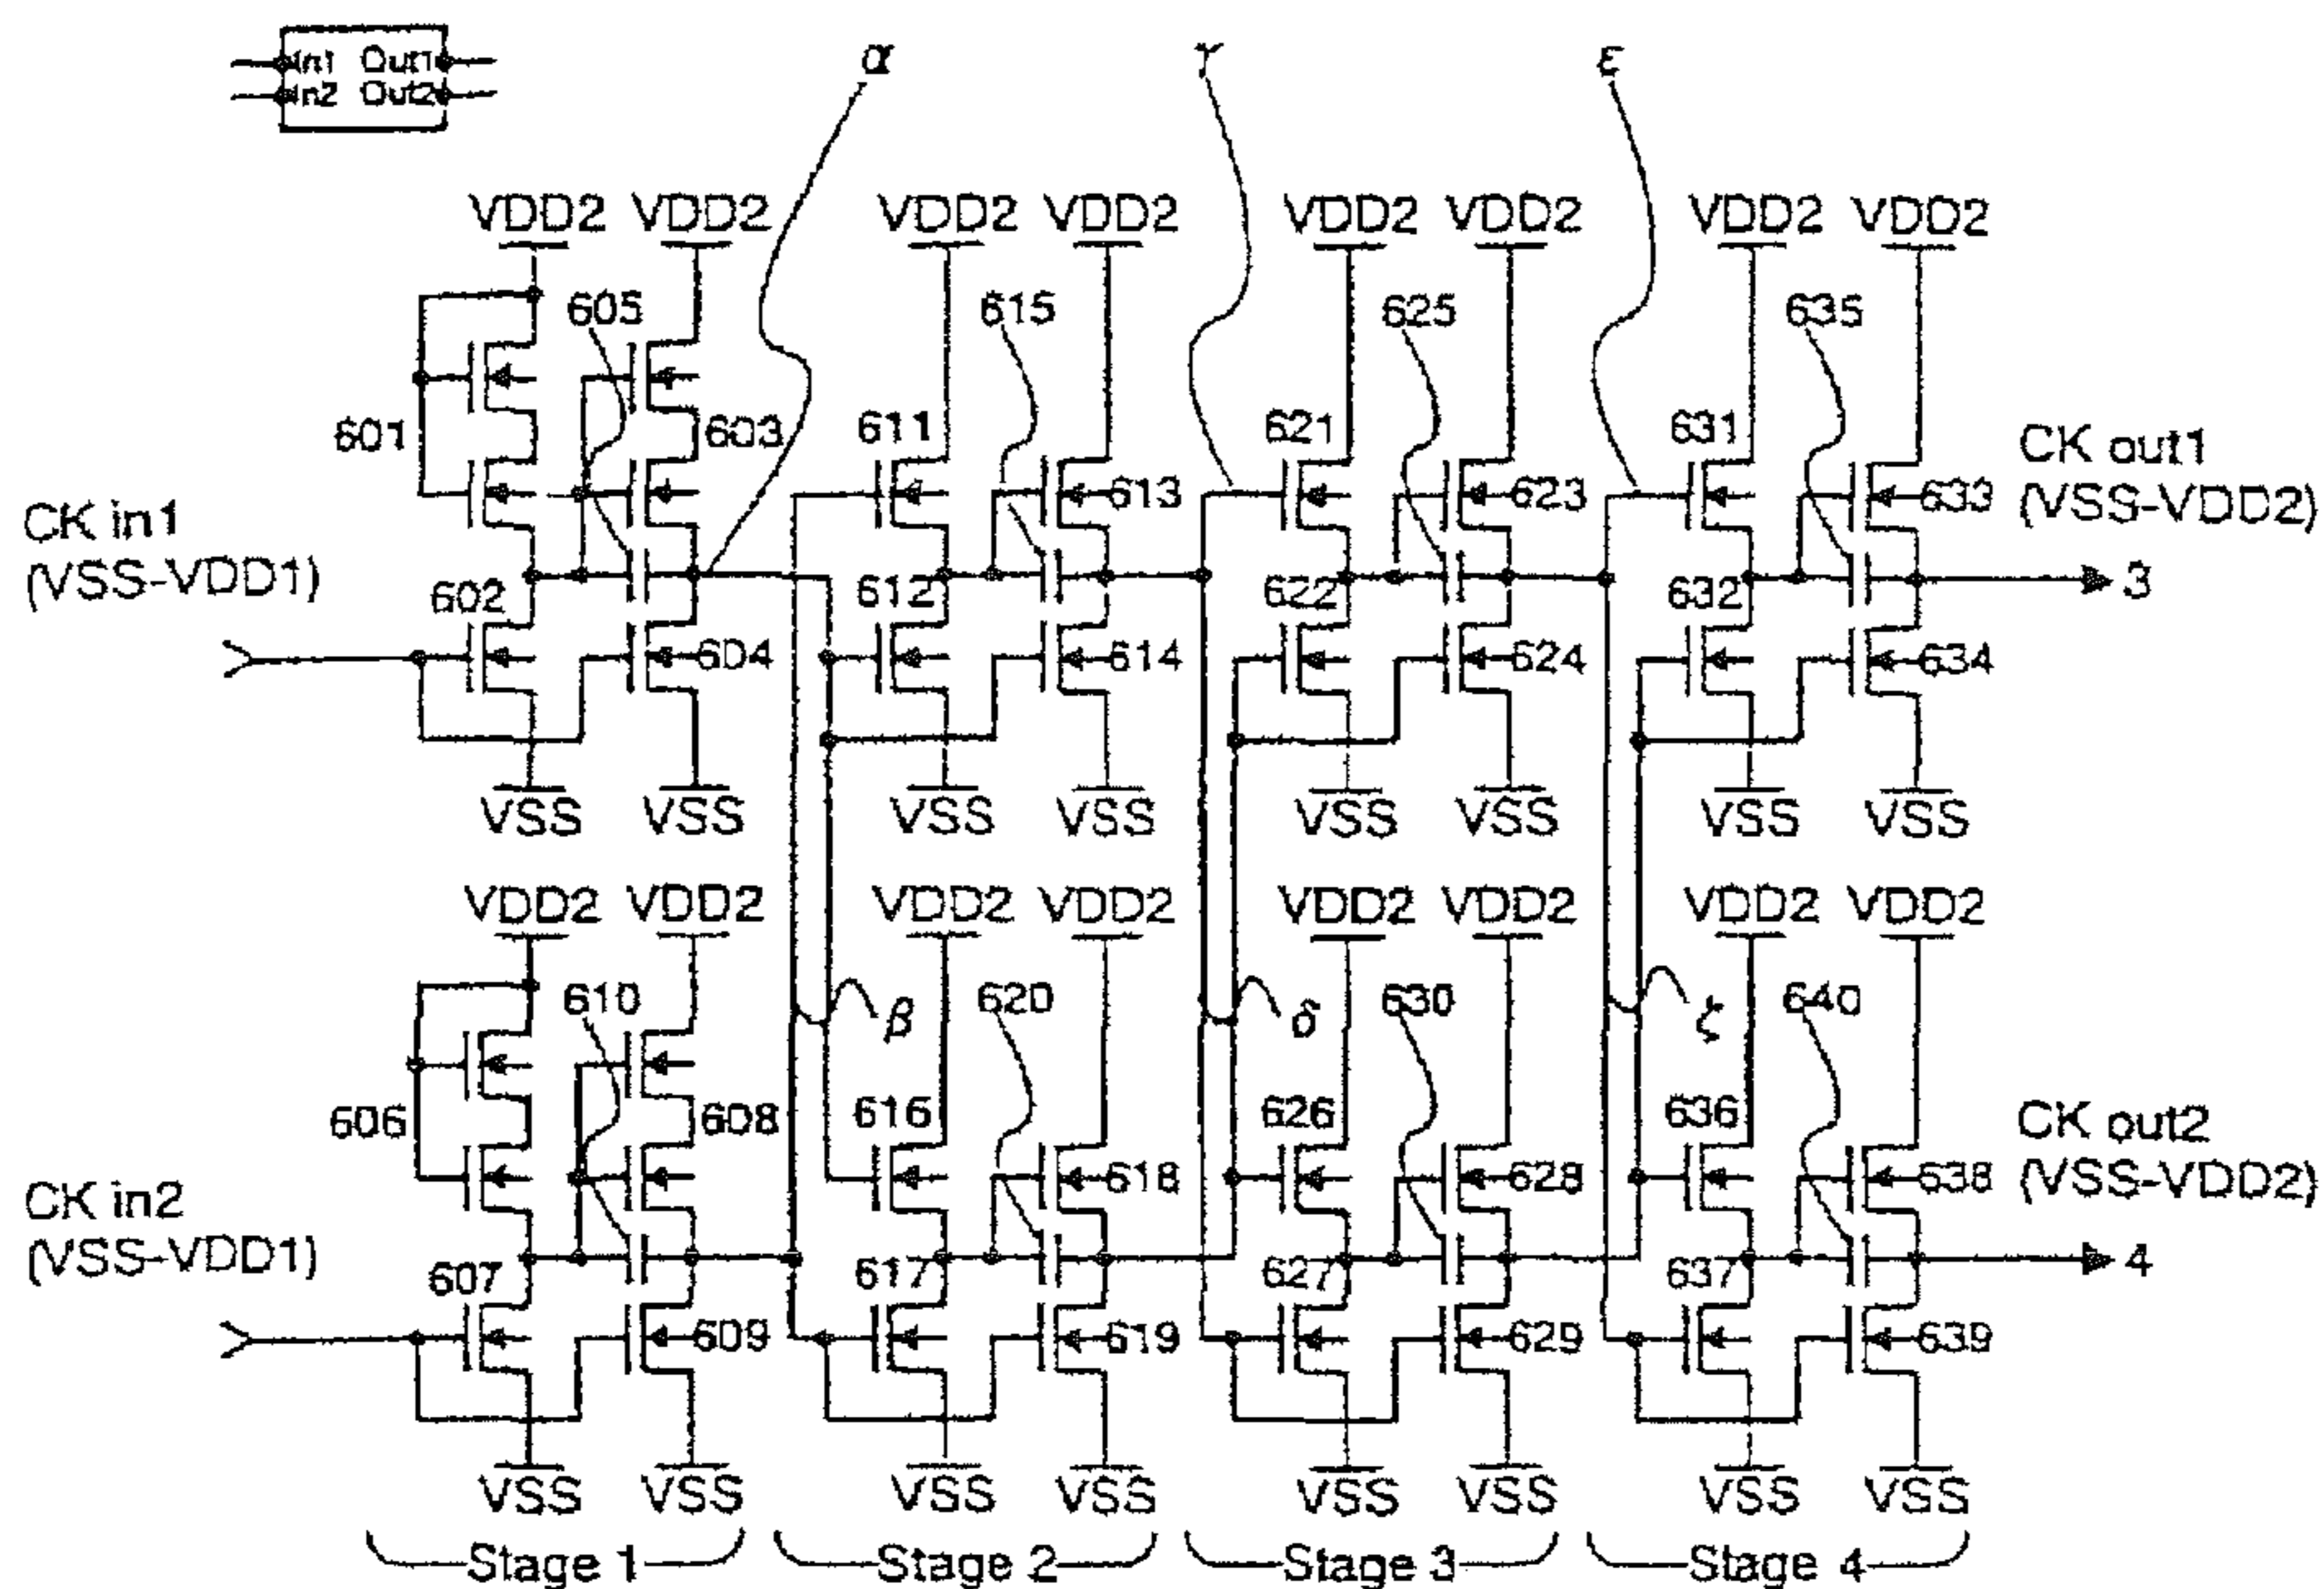 In1 Out1
In2 Out2
α γ ε
VDD2 VDD2 VDD2 VDD2 VDD2 VDD2 VDD2 VDD2
605 615 625 635
601 603 611 621 631
CK in1
(VSS-VDD1)
613 623 633
CK out1
(VSS-VDD2)
602 612 622 632 3
604 614 624 634
VSS VSS VSS VSS VSS VSS VSS VSS
VDD2 VDD2 VDD2 VDD2 VDD2 VDD2 VDD2 VDD2
610 β 620 δ 630 ζ 640
606 608 616 626 636
CK in2
(VSS-VDD1)
618 628 638
CK out2
(VSS-VDD2)
607 617 627 637 4
609 619 629 639
VSS VSS VSS VSS VSS VSS VSS VSS
Stage 1 Stage 2 Stage 3 Stage 4